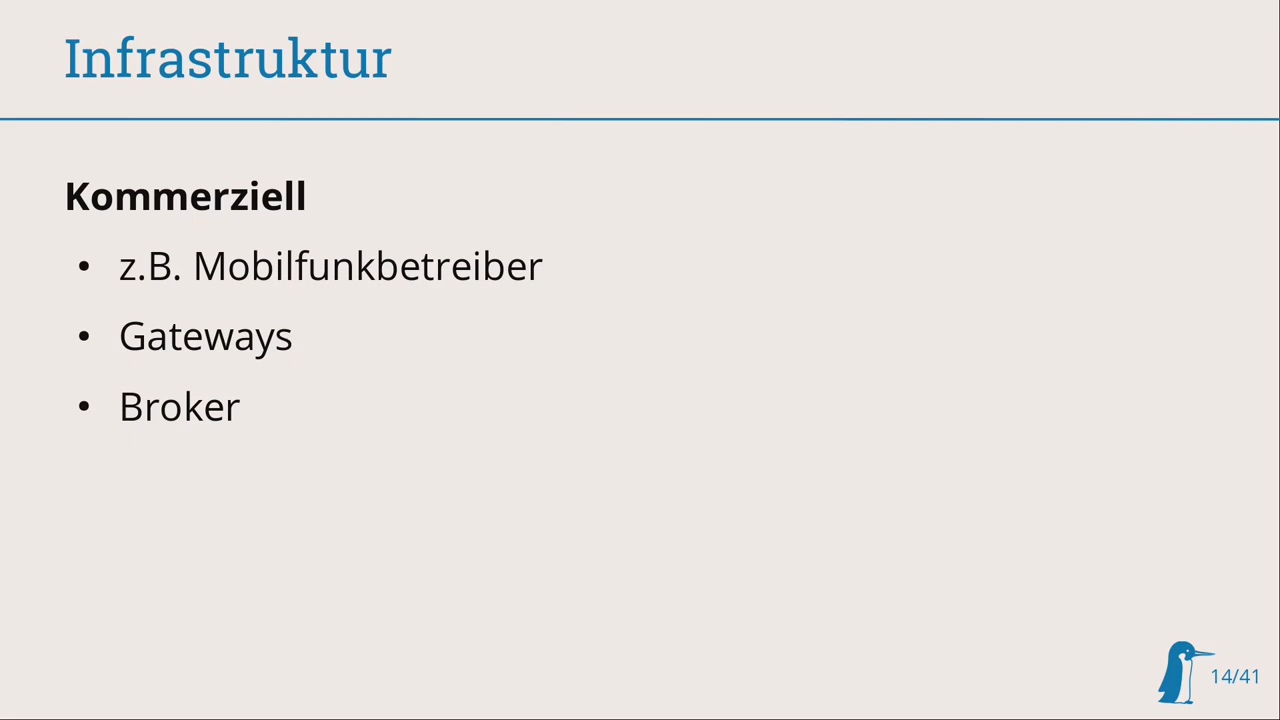 Infrastruktur
Kommerziell
• z.B. Mobilfunkbetreiber
• Gateways
• Broker
14/41